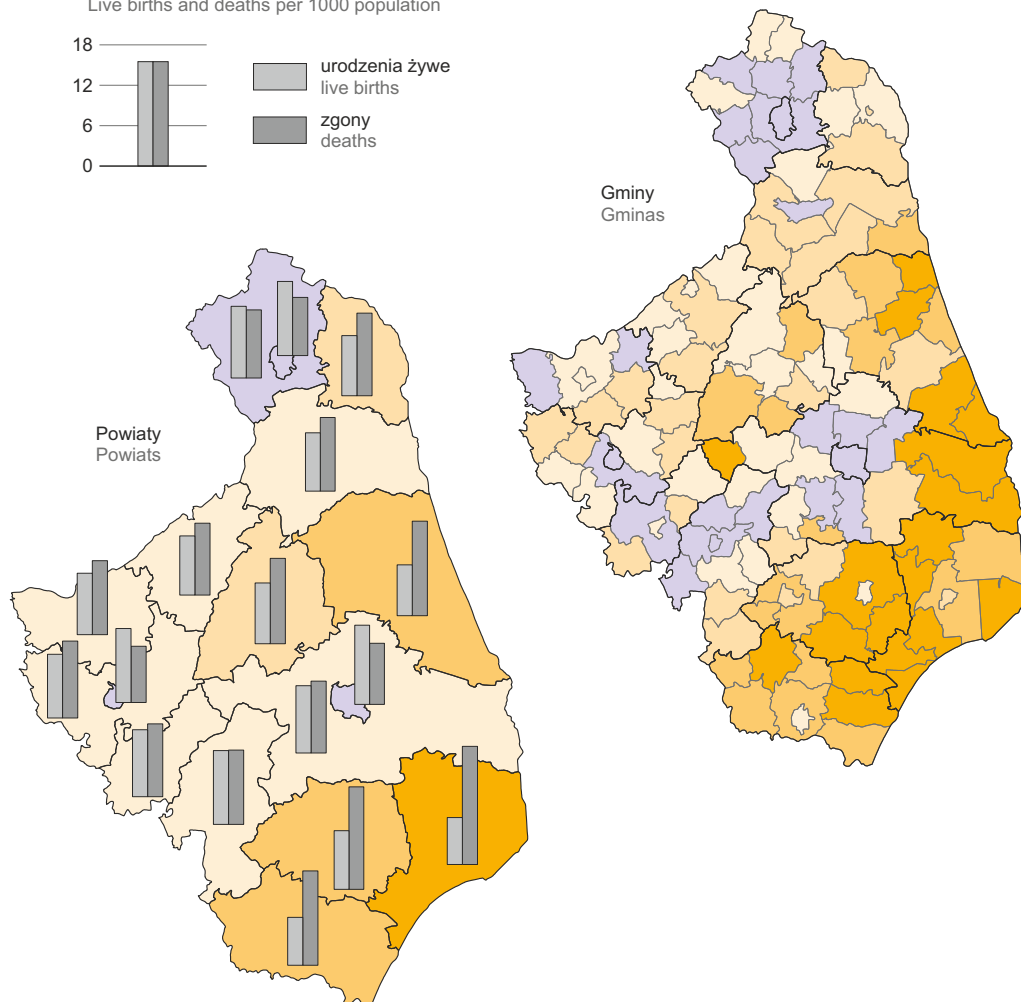 Live births and deaths per 1000 population
18
12
6
0
urodzenia żywe
live births
zgony
deaths
Gminy
Gminas
Powiaty
Powiats